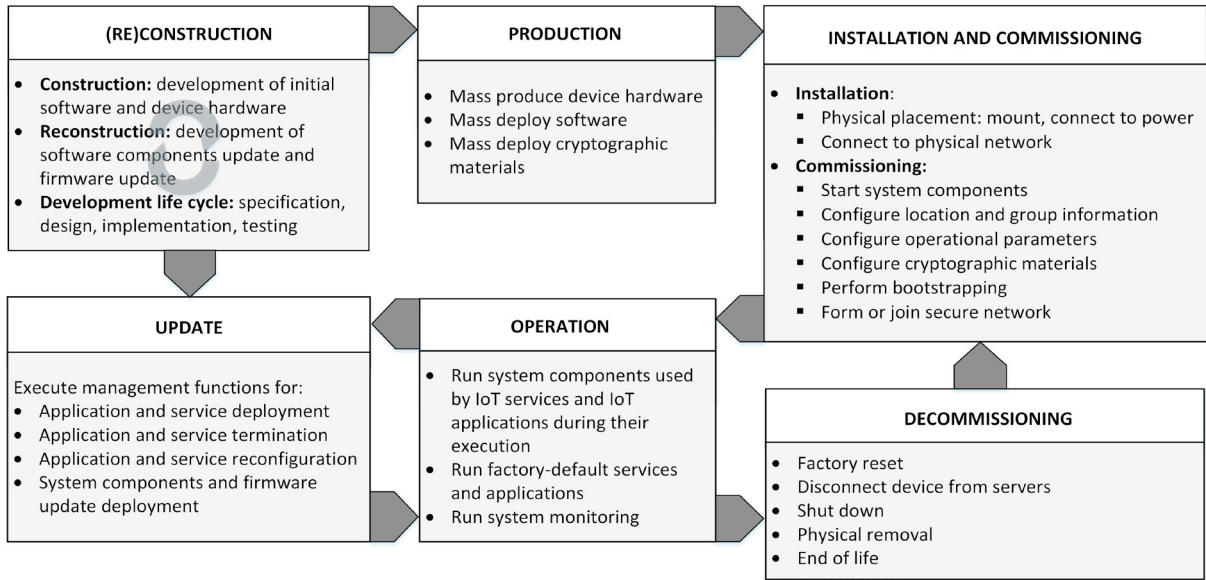 (RE)CONSTRUCTION
• Construction: development of initial
software and device hardware
• Reconstruction: development of
software components update and
firmware update
• Development life cycle: specification,
design, implementation, testing
PRODUCTION
• Mass produce device hardware
• Mass deploy software
• Mass deploy cryptographic
materials
INSTALLATION AND COMMISSIONING
• Installation:
▪ Physical placement: mount, connect to power
▪ Connect to physical network
• Commissioning:
▪ Start system components
▪ Configure location and group information
▪ Configure operational parameters
▪ Configure cryptographic materials
▪ Perform bootstrapping
▪ Form or join secure network
UPDATE
Execute management functions for:
• Application and service deployment
• Application and service termination
• Application and service reconfiguration
• System components and firmware
update deployment
OPERATION
• Run system components used
by IoT services and IoT
applications during their
execution
• Run factory-default services
and applications
• Run system monitoring
DECOMMISSIONING
• Factory reset
• Disconnect device from servers
• Shut down
• Physical removal
• End of life